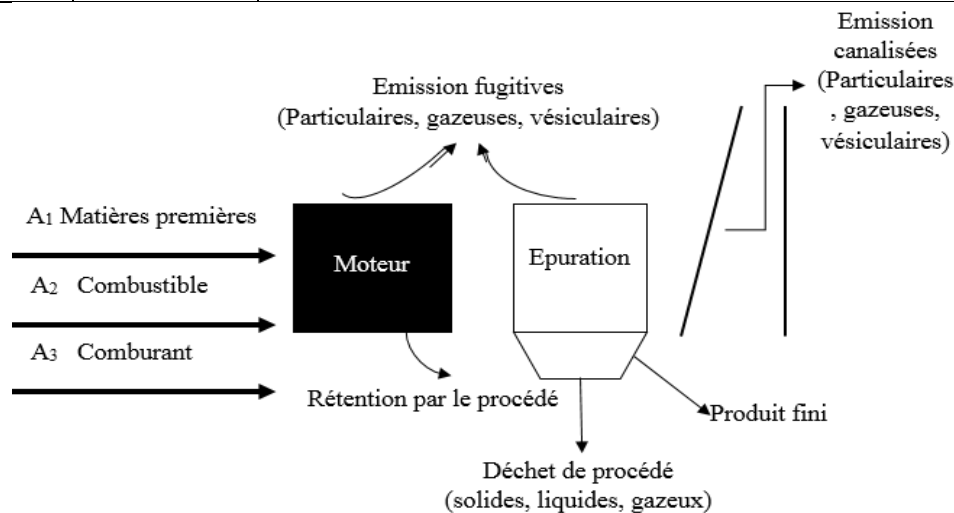 Emission
canalisées
(Particulaires
, gazeuses,
vésiculaires)
Emission fugitives
(Particulaires, gazeuses, vésiculaires)
A1 Matières premières
A2 Combustible
A3 Comburant
Moteur
Epuration
Rétention par le procédé
Produit fini
Déchet de procédé
(solides, liquides, gazeux)